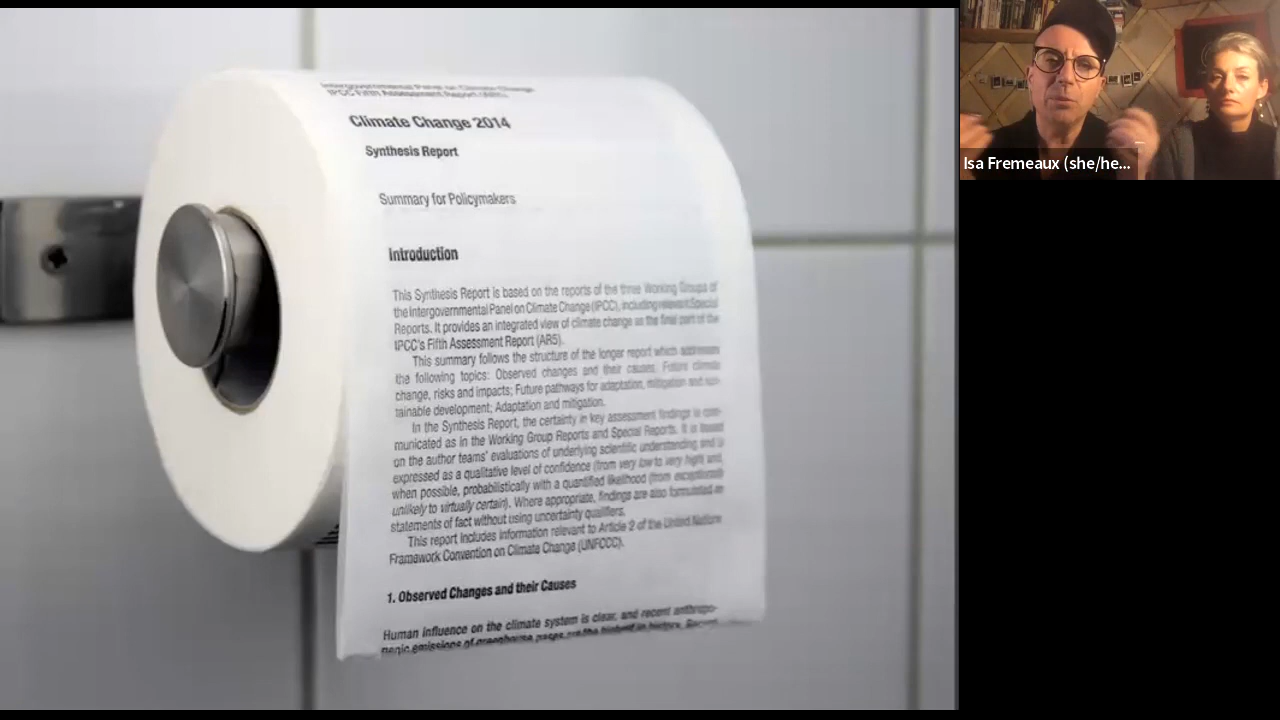 Intergovernmental Panel on Climate Change
IPCC Fifth Assessment Report (AR5)
Climate Change 2014
Synthesis Report
Summary for Policymakers
Introduction
This Synthesis Report is based on the reports of the three Working Groups of
the Intergovernmental Panel on Climate Change (IPCC), including relevant Special
Reports. It provides an integrated view of climate change as the final part of the
IPCC's Fifth Assessment Report (AR5).
This summary follows the structure of the longer report which addresses
the following topics: Observed changes and their causes; Future climate
change, risks and impacts; Future pathways for adaptation, mitigation and sus-
tainable development; Adaptation and mitigation.
In the Synthesis Report, the certainty in key assessment findings is com-
municated as in the Working Group Reports and Special Reports. It is based
on the author teams' evaluations of underlying scientific understanding and is
expressed as a qualitative level of confidence (from very low to very high) and,
when possible, probabilistically with a quantified likelihood (from exceptionally
unlikely to virtually certain). Where appropriate, findings are also formulated as
statements of fact without using uncertainty qualifiers.
This report includes information relevant to Article 2 of the United Nations
Framework Convention on Climate Change (UNFCCC).
1. Observed Changes and their Causes
Human influence on the climate system is clear, and recent anthropo-
genic emissions of greenhouse gases are the highest in history. Recent
Isa Fremeaux (she/he...